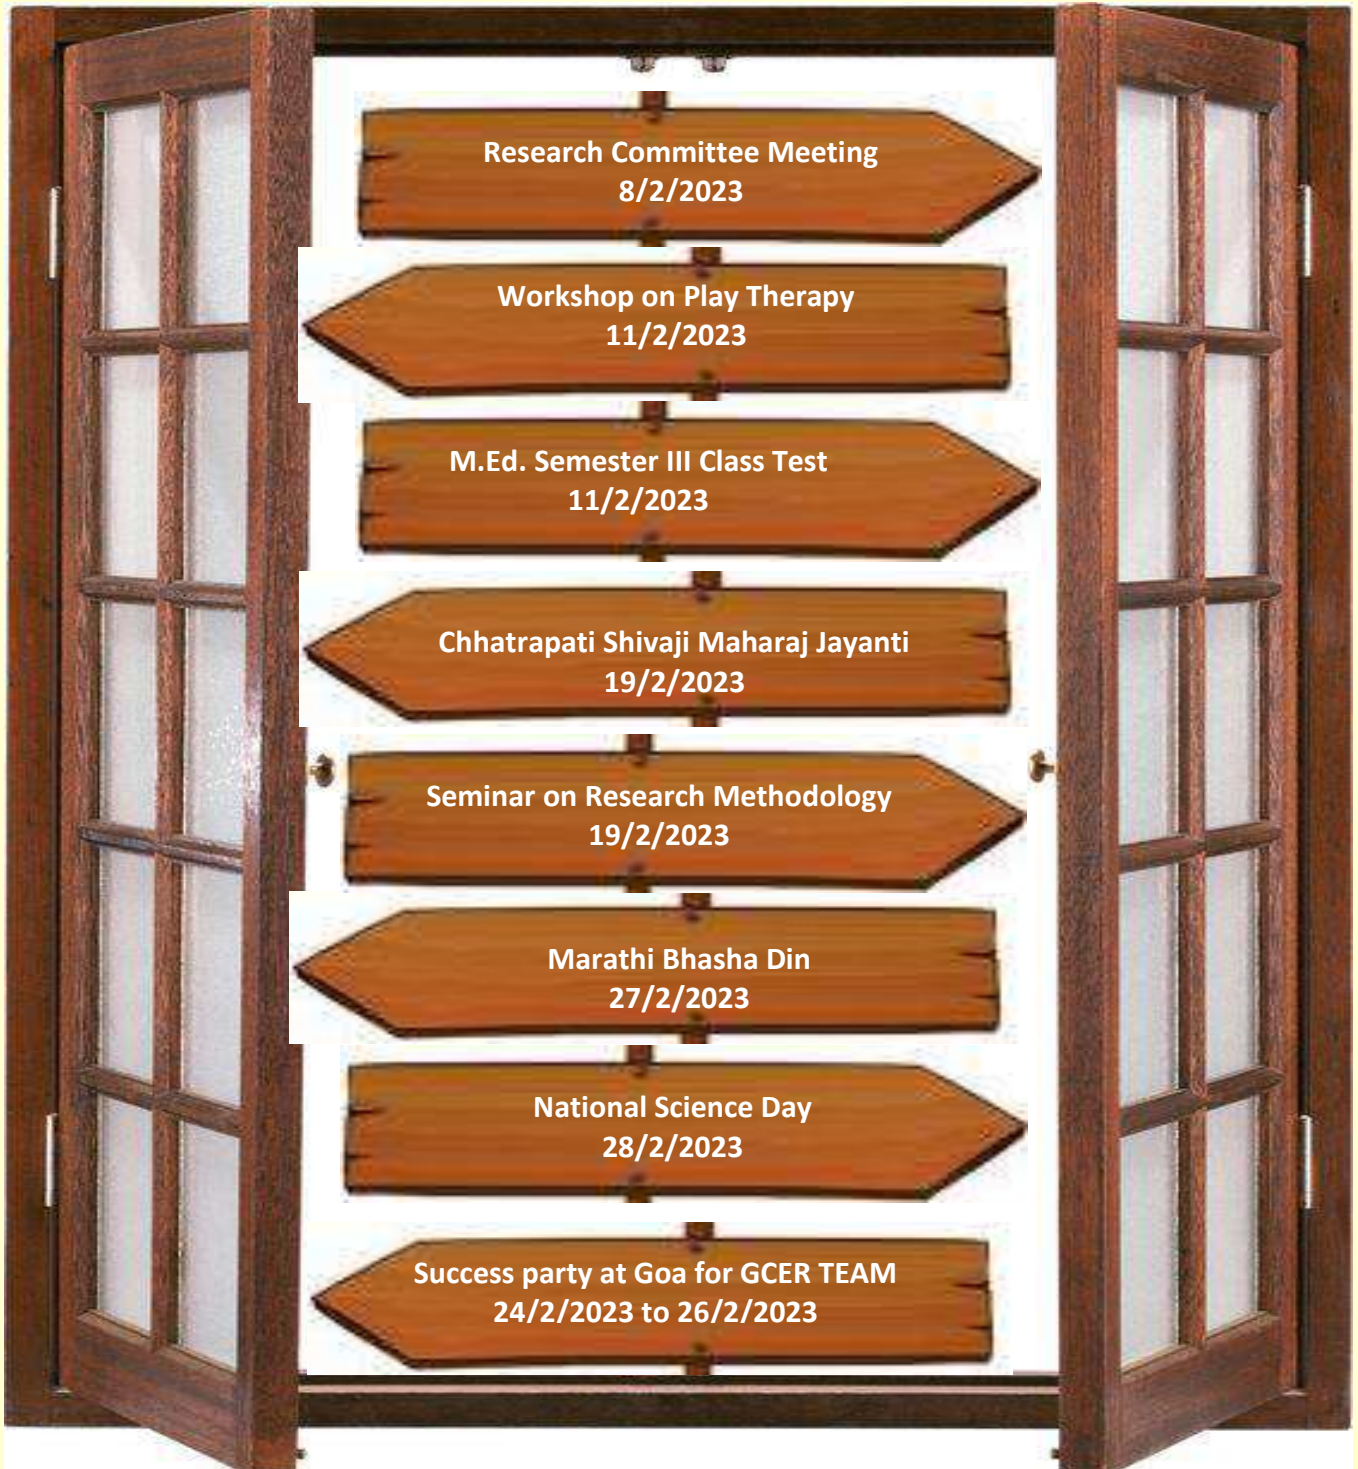 Research Committee Meeting
8/2/2023
Workshop on Play Therapy
11/2/2023
M.Ed. Semester III Class Test
11/2/2023
Chhatrapati Shivaji Maharaj Jayanti
19/2/2023
Seminar on Research Methodology
19/2/2023
Marathi Bhasha Din
27/2/2023
National Science Day
28/2/2023
Success party at Goa for GCER TEAM
24/2/2023 to 26/2/2023